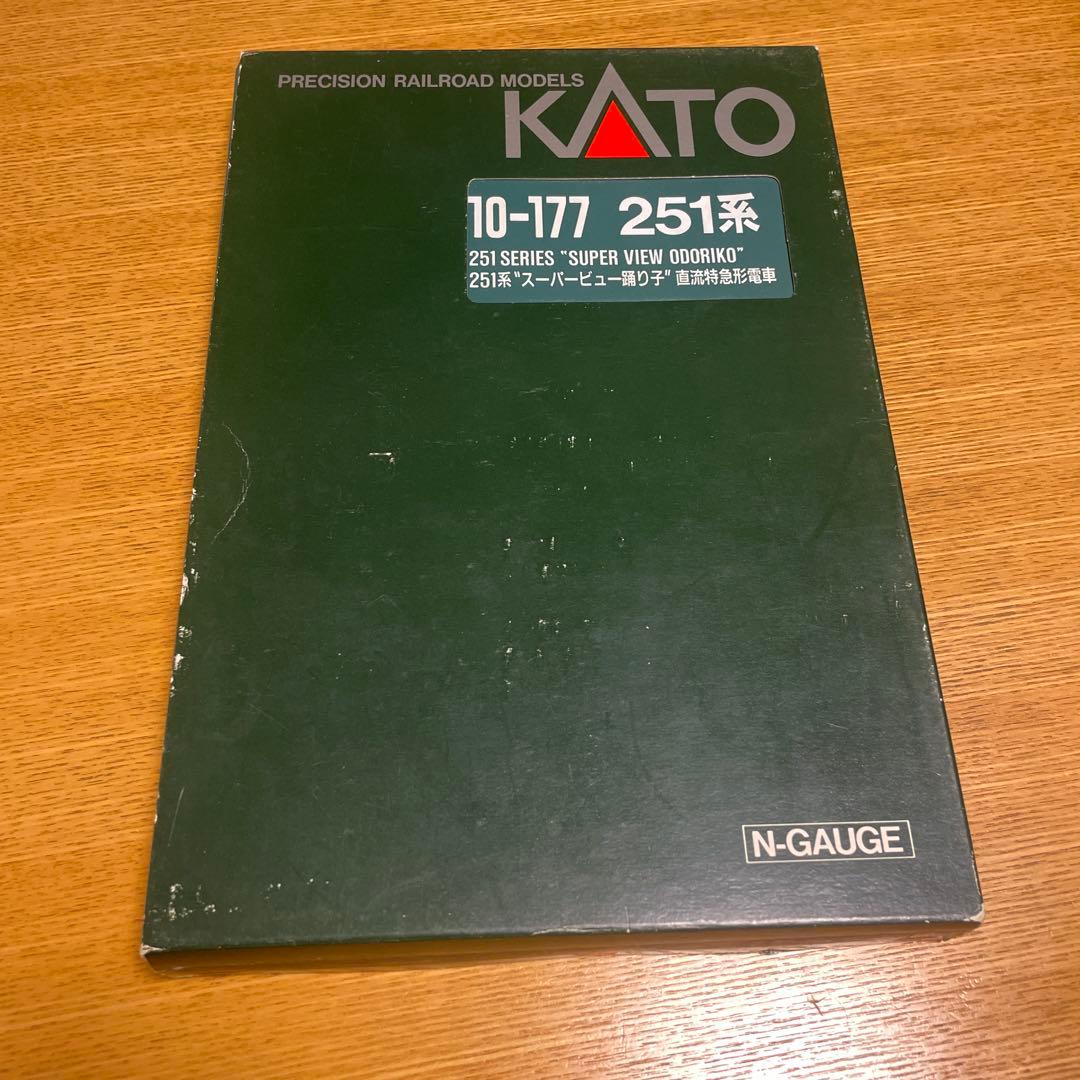 PRECISION RAILROAD MODELS
KATO
10-177 251系
251 SERIES "SUPER VIEW ODORIKO"
251系"スーパービュー踊り子"直流特急形電車
N-GAUGE